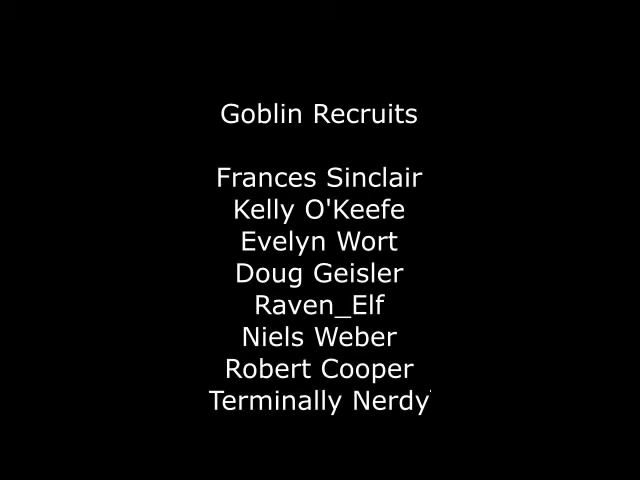 Goblin Recruits
Frances Sinclair
Kelly O'Keefe
Evelyn Wort
Doug Geisler
Raven_Elf
Niels Weber
Robert Cooper
Terminally Nerdy